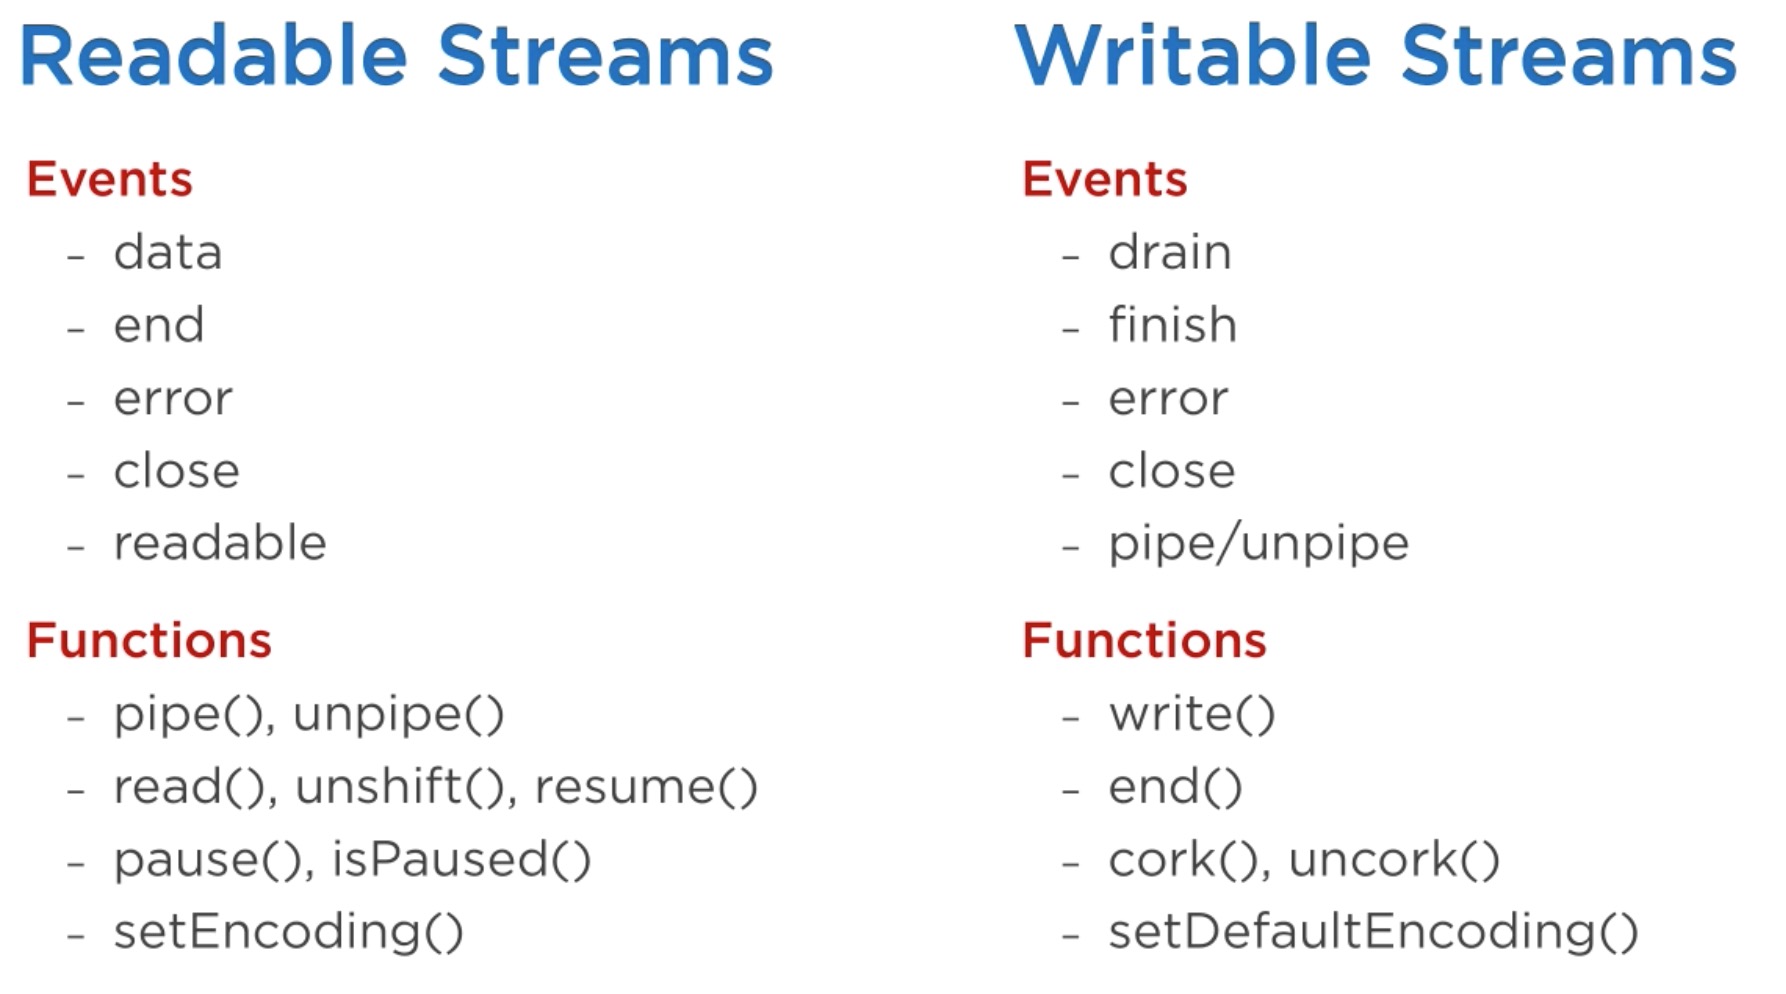 Readable Streams
Events
- data
- end
- error
- close
- readable
Functions
- pipe(), unpipe()
- read(), unshift(), resume()
- pause(), isPaused()
- setEncoding()
Writable Streams
Events
- drain
- finish
- error
- close
- pipe/unpipe
Functions
- write()
- end()
- cork(), uncork()
- setDefaultEncoding()